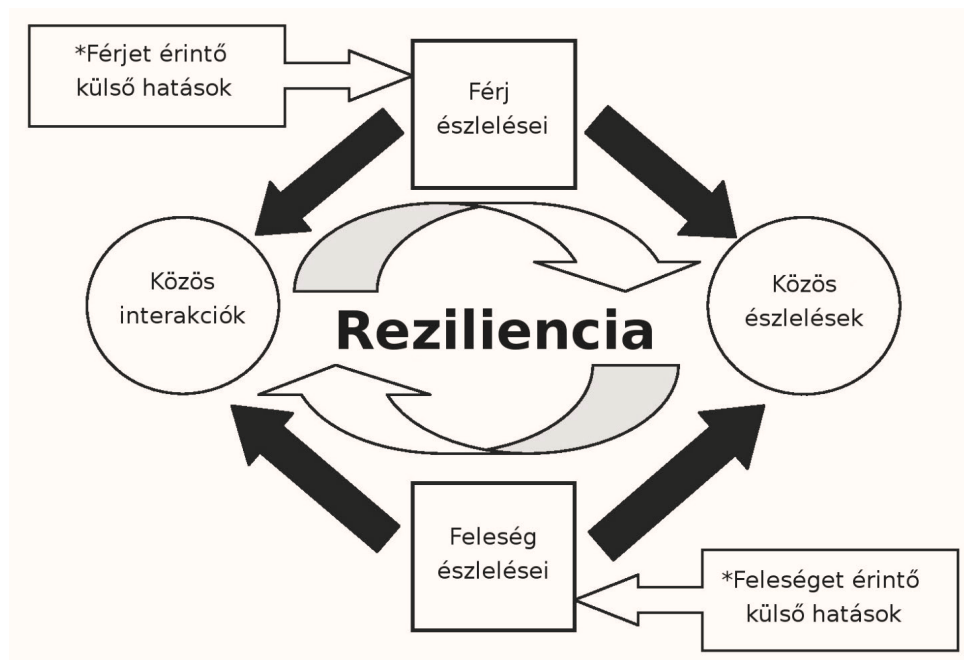 *Férjet érintő
külső hatások
Férj
észlelései
Közös
interakciók
Reziliencia
Közös
észlelések
Feleség
észlelései
*Feleséget érintő
külső hatások